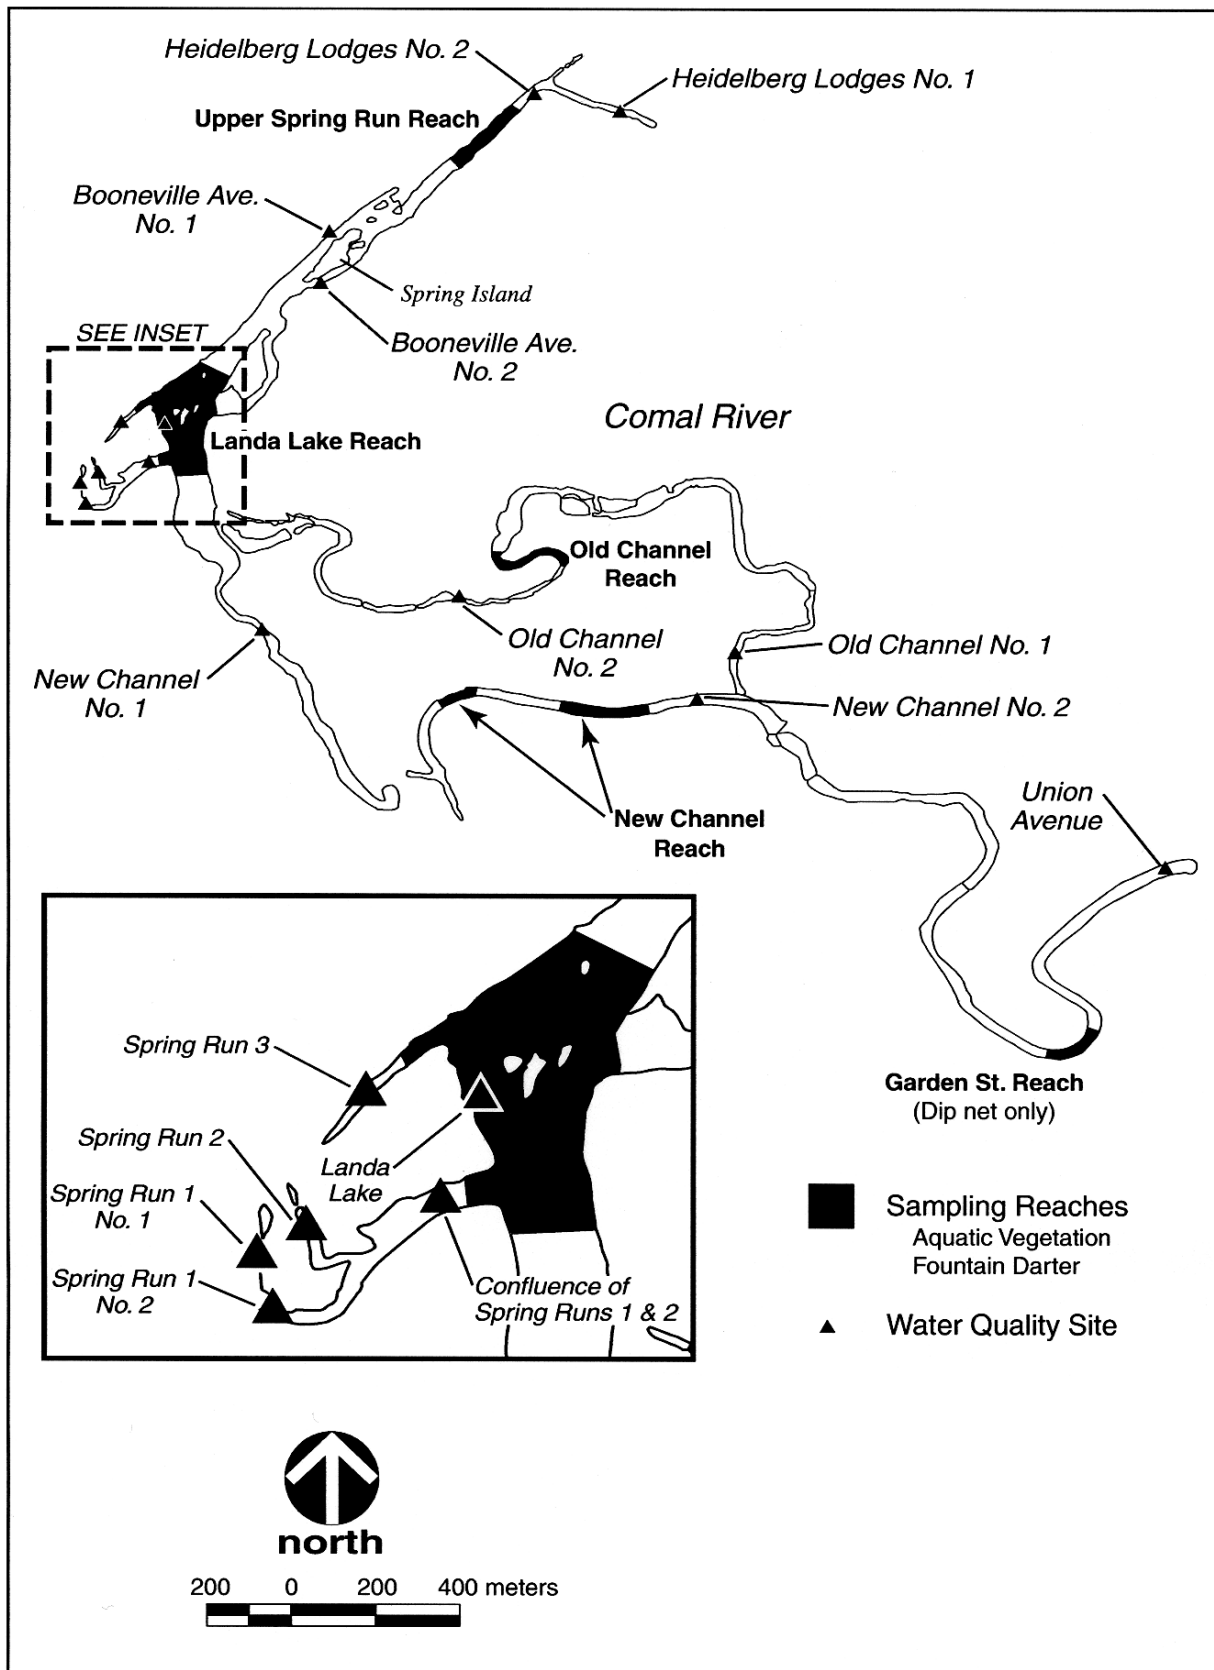 Heidelberg Lodges No. 2
Heidelberg Lodges No. 1
Upper Spring Run Reach
Booneville Ave.
No. 1
Spring Island
SEE INSET
Booneville Ave.
No. 2
Comal River
Landa Lake Reach
Old Channel
Reach
Old Channel
No. 2
Old Channel No. 1
New Channel
No. 1
New Channel No. 2
Union
Avenue
New Channel
Reach
Spring Run 3
Garden St. Reach
(Dip net only)
Spring Run 2
Landa
Lake
Spring Run 1
No. 1
Spring Run 1
No. 2
Confluence of
Spring Runs 1 & 2
Sampling Reaches
Aquatic Vegetation
Fountain Darter
Water Quality Site
north
200 0 200 400 meters